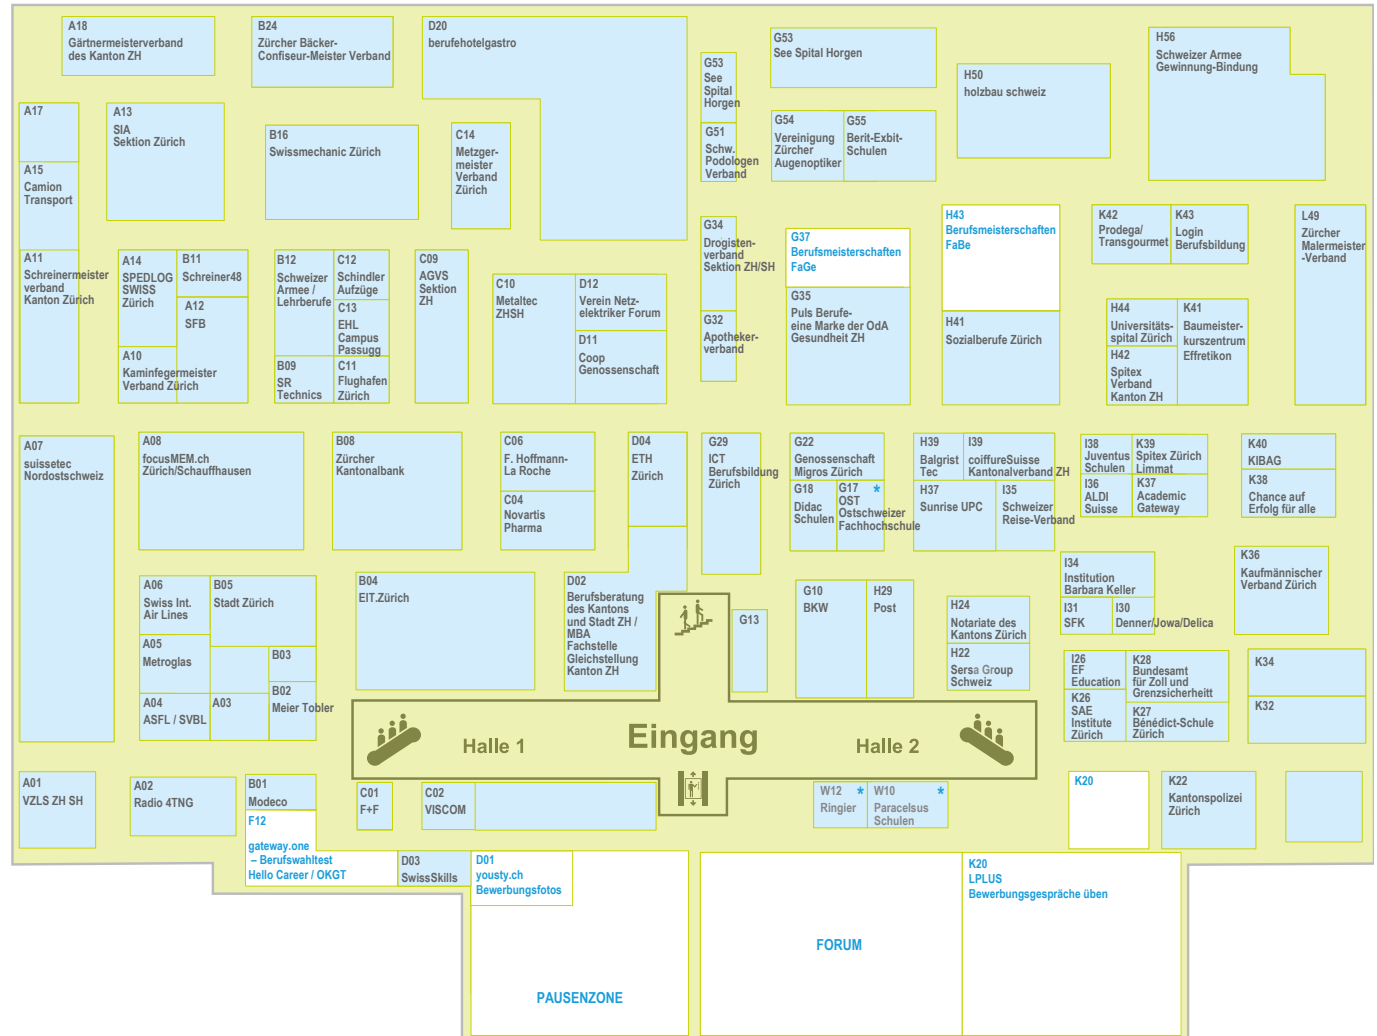 A18
Gärtnermeisterverband
des Kanton ZH
B24
Zürcher Bäcker-
Confiseur-Meister Verband
D20
berufehotelgastro
G53
See
Spital
Horgen
G53
See Spital Horgen
H50
holzbau schweiz
H56
Schweizer Armee
Gewinnung-Bindung
A17
A13
SIA
Sektion Zürich
B16
Swissmechanic Zürich
C14
Metzger-
meister
Verband
Zürich
G51
Schw.
Podologen
Verband
G54
Vereinigung
Zürcher
Augenoptiker
G55
Berit-Exbit-
Schulen
A15
Camion
Transport
A11
Schreinermeister
verband
Kanton Zürich
A14
SPEDLOG
SWISS
Zürich
B11
Schreiner48
A12
SFB
A10
Kaminfegermeister
Verband Zürich
B12
Schweizer
Armee /
Lehrberufe
C12
Schindler
Aufzüge
C13
EHL
Campus
Passugg
B09
SR
Technics
C11
Flughafen
Zürich
C09
AGVS
Sektion
ZH
C10
Metaltec
ZHSH
D12
Verein Netz-
elektriker Forum
D11
Coop
Genossenschaft
G34
Drogisten-
verband
Sektion ZH/SH
G32
Apotheker-
verband
G37
Berufsmeisterschaften
FaGe
G35
Puls Berufe-
eine Marke der OdA
Gesundheit ZH
H43
Berufsmeisterschaften
FaBe
H41
Sozialberufe Zürich
K42
Prodega/
Transgourmet
K43
Login
Berufsbildung
H44
Universitäts-
spital Zürich
H42
Spitex
Verband
Kanton ZH
K41
Baumeister-
kurszentrum
Effretikon
L49
Zürcher
Malermeister
-Verband
A07
suissetec
Nordostschweiz
A08
focusMEM.ch
Zürich/Schauffhausen
B08
Zürcher
Kantonalbank
C06
F. Hoffmann-
La Roche
C04
Novartis
Pharma
D04
ETH
Zürich
G29
ICT
Berufsbildung
Zürich
G22
Genossenschaft
Migros Zürich
G18
Didac
Schulen
G17 *
OST
Ostschweizer
Fachhochschule
H39
Balgrist
Tec
I39
coiffureSuisse
Kantonalverband ZH
H37
Sunrise UPC
I35
Schweizer
Reise-Verband
I38
Juventus
Schulen
K39
Spitex Zürich
Limmat
I36
ALDI
Suisse
K37
Academic
Gateway
K40
KIBAG
K38
Chance auf
Erfolg für alle
A06
Swiss Int.
Air Lines
B05
Stadt Zürich
A05
Metroglas
B03
A04
ASFL / SVBL
A03
B02
Meier Tobler
B04
EIT.Zürich
D02
Berufsberatung
des Kantons
und Stadt ZH /
MBA
Fachstelle
Gleichstellung
Kanton ZH
G13
G10
BKW
H29
Post
H24
Notariate des
Kantons Zürich
H22
Sersa Group
Schweiz
I34
Institution
Barbara Keller
I31
SFK
I30
Denner/Jowa/Delica
K36
Kaufmännischer
Verband Zürich
I26
EF
Education
K28
Bundesamt
für Zoll und
Grenzsicherheitt
K26
SAE
Institute
Zürich
K27
Bénédict-Schule
Zürich
K34
K32
Halle 1
Eingang
Halle 2
A01
VZLS ZH SH
A02
Radio 4TNG
B01
Modeco
C01
F+F
C02
VISCOM
W12 *
Ringier
W10 *
Paracelsus
Schulen
K20
K22
Kantonspolizei
Zürich
F12
gateway.one
– Berufswahltest
Hello Career / OKGT
D03
SwissSkills
D01
yousty.ch
Bewerbungsfotos
K20
LPLUS
Bewerbungsgespräche üben
FORUM
PAUSENZONE